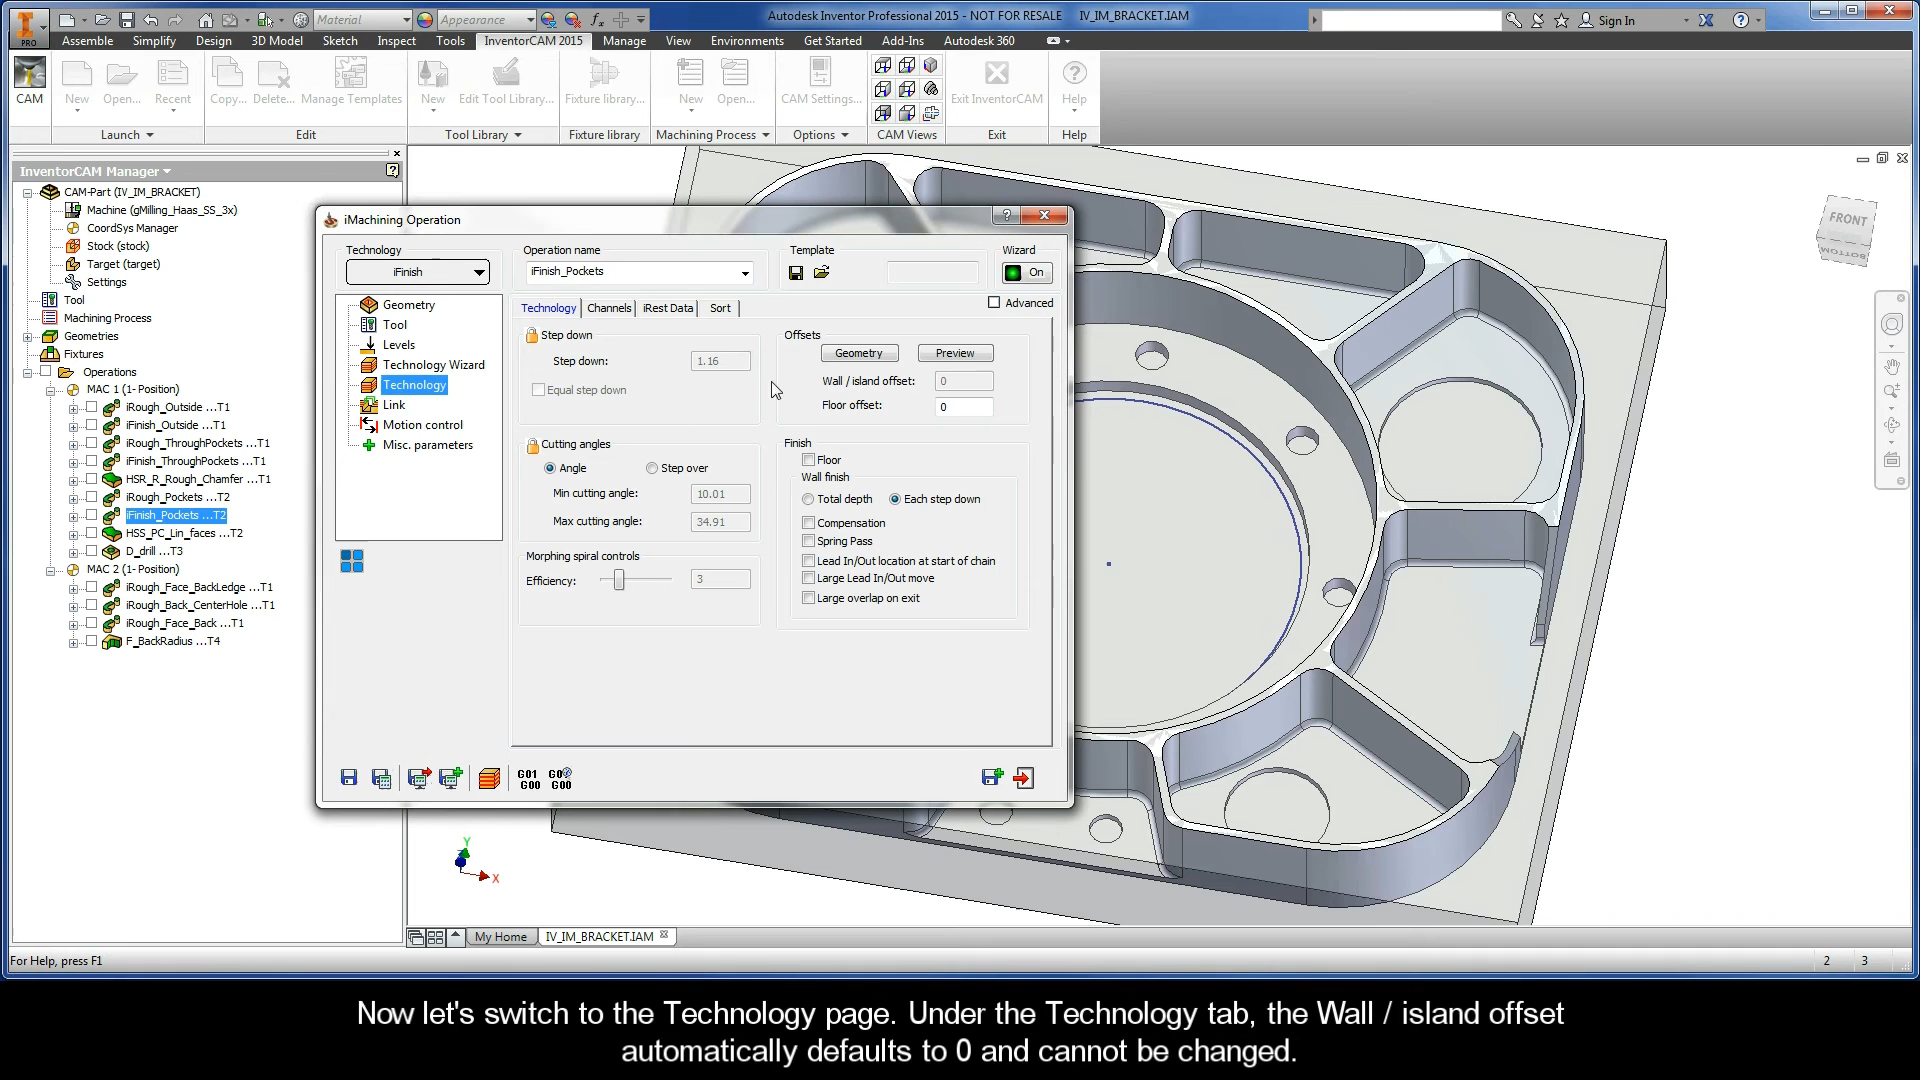 PRO
Material
Appearance
Autodesk Inventor Professional 2015 - NOT FOR RESALE IV_IM_BRACKET.IAM
Sign In
Assemble Simplify Design 3D Model Sketch Inspect Tools InventorCAM 2015 Manage View Environments Get Started Add-Ins Autodesk 360
CAM New Open... Recent Copy... Delete... Manage Templates New Edit Tool Library... Fixture library... New Open... CAM Settings... Exit InventorCAM Help
Launch Edit Tool Library Fixture library Machining Process Options CAM Views Exit Help
InventorCAM Manager
CAM-Part (IV_IM_BRACKET)
Machine (gMilling_Haas_SS_3x)
CoordSys Manager
Stock (stock)
Target (target)
Settings
Tool
Machining Process
Geometries
Fixtures
Operations
MAC 1 (1- Position)
iRough_Outside ...T1
iFinish_Outside ...T1
iRough_ThroughPockets ...T1
iFinish_ThroughPockets ...T1
HSR_R_Rough_Chamfer ...T1
iRough_Pockets ...T2
iFinish_Pockets ...T2
HSS_PC_Lin_faces ...T2
D_drill ...T3
MAC 2 (1- Position)
iRough_Face_BackLedge ...T1
iRough_Back_CenterHole ...T1
iRough_Face_Back ...T1
F_BackRadius ...T4
iMachining Operation
Technology Operation name Template Wizard
iFinish iFinish_Pockets On
Geometry
Tool
Levels
Technology Wizard
Technology
Link
Motion control
Misc. parameters
Technology Channels iRest Data Sort Advanced
Step down
Step down: 1.16
Equal step down
Cutting angles
Angle Step over
Min cutting angle: 10.01
Max cutting angle: 34.91
Morphing spiral controls
Efficiency: 3
Offsets
Geometry Preview
Wall / island offset: 0
Floor offset: 0
Finish
Floor
Wall finish
Total depth Each step down
Compensation
Spring Pass
Lead In/Out location at start of chain
Large Lead In/Out move
Large overlap on exit
G01 G00
G00
FRONT
BOTTOM
Y
X
My Home IV_IM_BRACKET.IAM
For Help, press F1 2 3
Now let's switch to the Technology page. Under the Technology tab, the Wall / island offset
automatically defaults to 0 and cannot be changed.